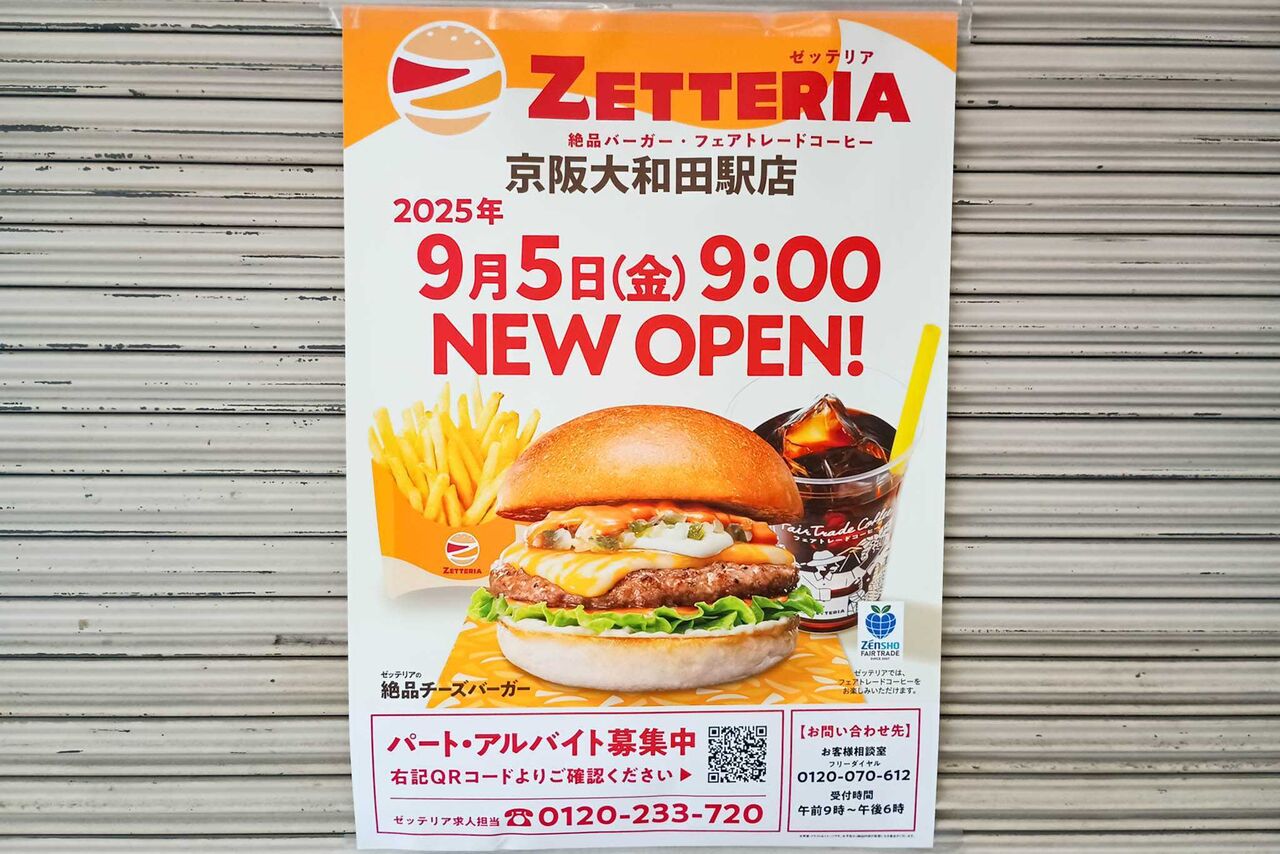 ゼッテリア
ZETTERIA
絶品バーガー・フェアトレードコーヒー
京阪大和田駅店
2025年
9月5日(金) 9:00
NEW OPEN!
Fair Trade Coffee
フェアトレードコーヒー
ZETTERIA
ZETTERIA
ZENSHO
FAIR TRADE
SINCE 2007
ゼッテリアでは、
フェアトレードコーヒーを
お楽しみいただけます。
ゼッテリアの
絶品チーズバーガー
パート・アルバイト募集中
右記QRコードよりご確認ください▶
ゼッテリア求人担当 ☎0120-233-720
【お問い合わせ先】
お客様相談室
フリーダイヤル
0120-070-612
受付時間
午前9時~午後6時